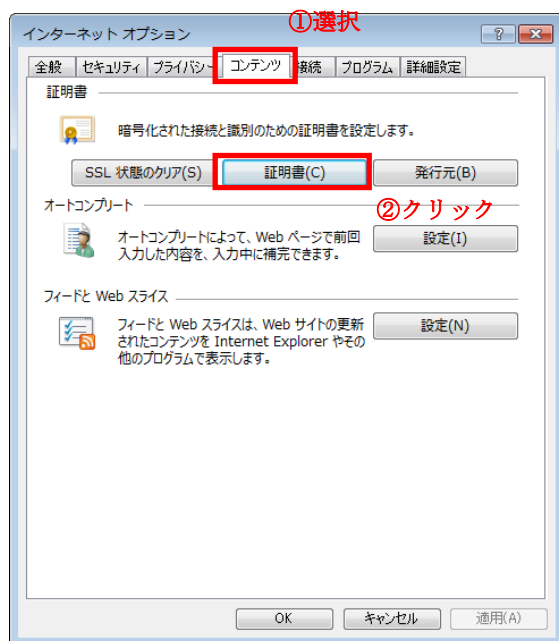 ①選択
インターネット オプション
全般 セキュリティ プライバシー コンテンツ 接続 プログラム 詳細設定
証明書
暗号化された接続と識別のための証明書を設定します。
SSL 状態のクリア(S) 証明書(C) 発行元(B)
②クリック
オートコンプリート
オートコンプリートによって、Web ページで前回
入力した内容を、入力中に補完できます。
設定(I)
フィードと Web スライス
フィードと Web スライスは、Web サイトの更新
されたコンテンツを Internet Explorer やその
他のプログラムで表示します。
設定(N)
OK キャンセル 適用(A)